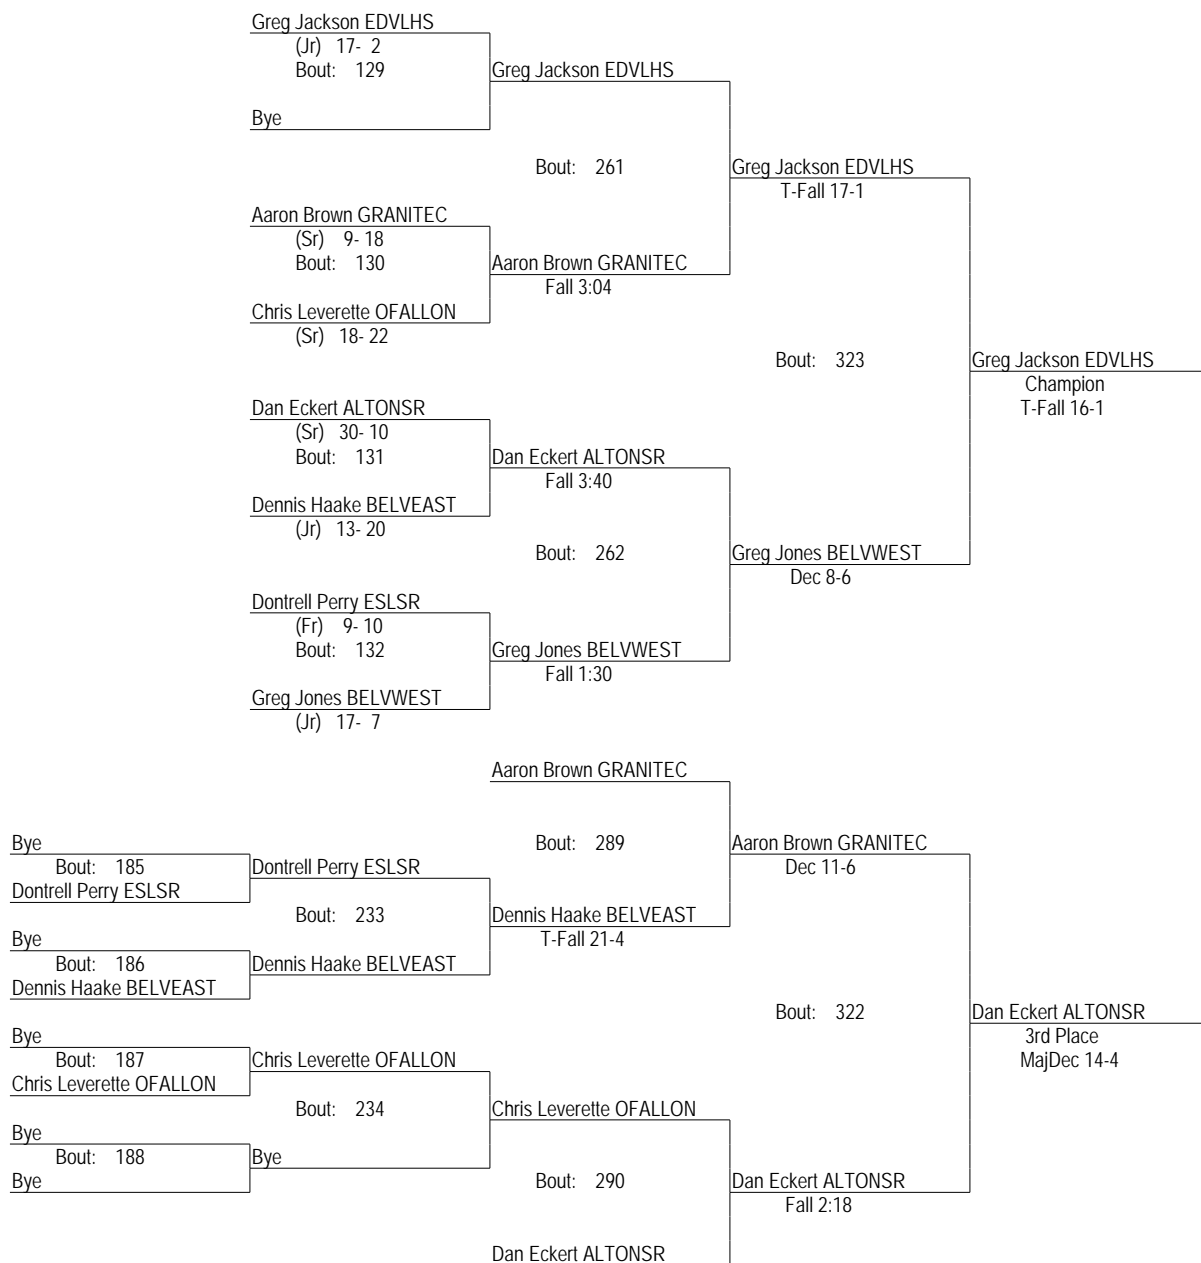 Greg Jackson EDVLHS
(Jr) 17- 2
Bout: 129
Greg Jackson EDVLHS
Bye
Bout: 261
Greg Jackson EDVLHS
T-Fall 17-1
Aaron Brown GRANITEC
(Sr) 9- 18
Bout: 130
Aaron Brown GRANITEC
Fall 3:04
Chris Leverette OFALLON
(Sr) 18- 22
Bout: 323
Greg Jackson EDVLHS
Champion
T-Fall 16-1
Dan Eckert ALTONSR
(Sr) 30- 10
Bout: 131
Dan Eckert ALTONSR
Fall 3:40
Dennis Haake BELVEAST
(Jr) 13- 20
Bout: 262
Greg Jones BELVWEST
Dec 8-6
Dontrell Perry ESLSR
(Fr) 9- 10
Bout: 132
Greg Jones BELVWEST
Fall 1:30
Greg Jones BELVWEST
(Jr) 17- 7
Aaron Brown GRANITEC
Bout: 289
Aaron Brown GRANITEC
Dec 11-6
Bye
Bout: 185
Dontrell Perry ESLSR
Dontrell Perry ESLSR
Bout: 233
Dennis Haake BELVEAST
T-Fall 21-4
Bye
Bout: 186
Dennis Haake BELVEAST
Dennis Haake BELVEAST
Bout: 322
Dan Eckert ALTONSR
3rd Place
MajDec 14-4
Bye
Bout: 187
Chris Leverette OFALLON
Chris Leverette OFALLON
Bout: 234
Chris Leverette OFALLON
Bye
Bout: 188
Bye
Bye
Bout: 290
Dan Eckert ALTONSR
Fall 2:18
Dan Eckert ALTONSR